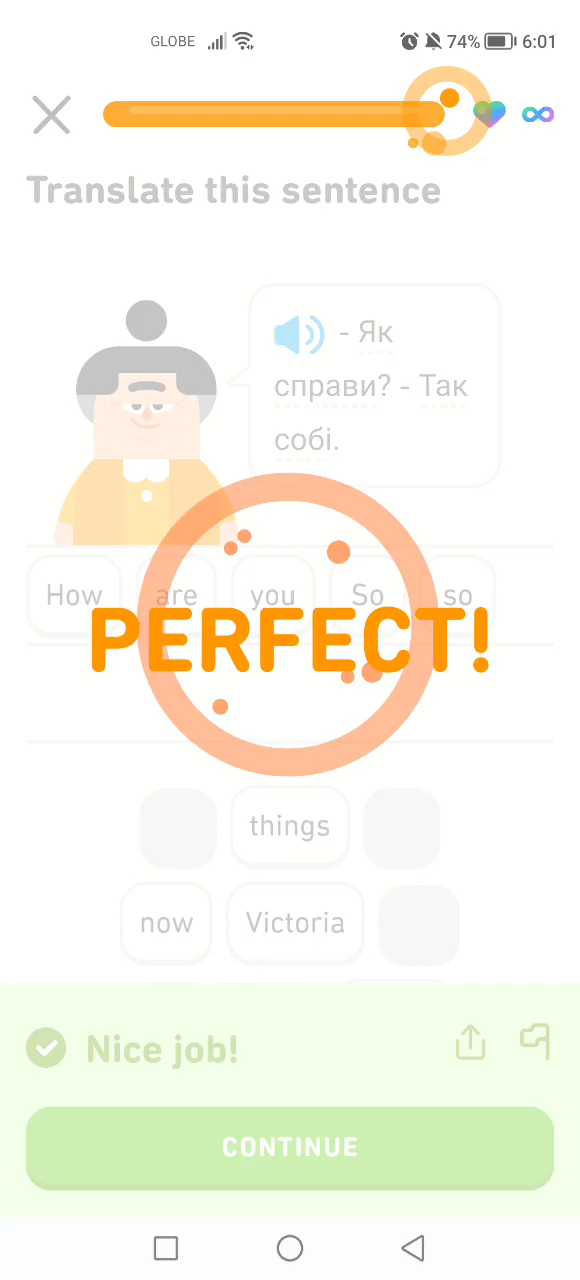 GLOBE 74% 6:01
Translate this sentence
- Як
справи? - Так
собі.
How are you So so
PERFECT!
things
now Victoria
Nice job!
CONTINUE